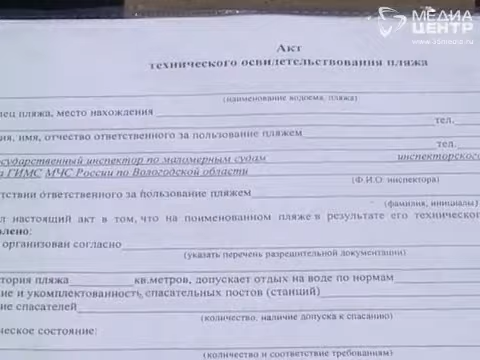 МЕДИА
ЦЕНТР
Акт
технического освидетельствования пляжа
(наименование водоема, пляжа)
ец пляжа, место нахождения
тел.
ия, имя, отчество ответственного за пользование пляжем
тел.
осударственный инспектор по маломерным судам инспекторского
а ГИМС МЧС России по Вологодской области
(Ф.И.О. инспектора)
тствии ответственного за пользование пляжем
(фамилия, инициалы)
л настоящий акт в том, что на поименованном пляже в результате его техническог
влено:
организован согласно
(указать перечень разрешительной документации)
тория пляжа кв.метров, допускает отдых на воде по нормам
ие и укомплектованность спасательных постов (станций)
ие спасателей
(количество, наличие допуска к спасанию)
ческое состояние:
(количество и соответствие требованиям)